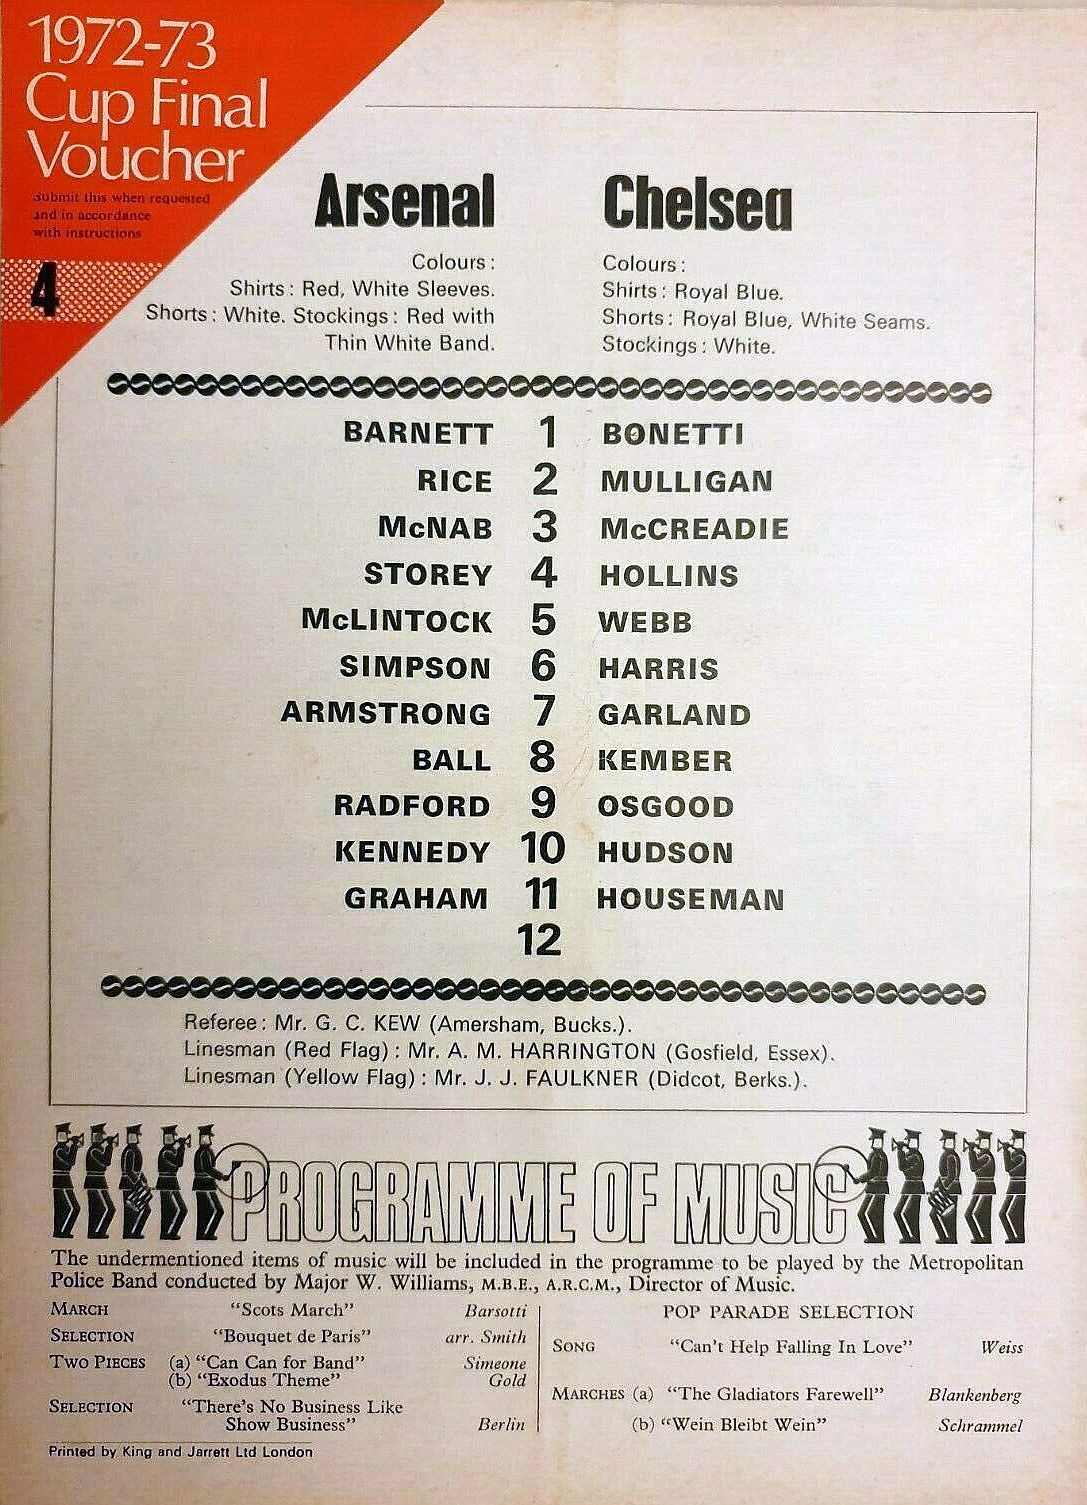 1972-73
Cup Final
Voucher
Submit this when requested
and in accordance
with instructions
4
Arsenal
Colours:
Shirts: Red, White Sleeves.
Shorts: White. Stockings: Red with
Thin White Band.
Chelsea
Colours:
Shirts: Royal Blue.
Shorts: Royal Blue, White Seams.
Stockings: White.
BARNETT 1 BONETTI
RICE 2 MULLIGAN
McNAB 3 McCREADIE
STOREY 4 HOLLINS
McLINTOCK 5 WEBB
SIMPSON 6 HARRIS
ARMSTRONG 7 GARLAND
BALL 8 KEMBER
RADFORD 9 OSGOOD
KENNEDY 10 HUDSON
GRAHAM 11 HOUSEMAN
12
Referee: Mr. G. C. KEW (Amersham, Bucks.).
Linesman (Red Flag): Mr. A. M. HARRINGTON (Gosfield, Essex).
Linesman (Yellow Flag): Mr. J. J. FAULKNER (Didcot, Berks.).
PROGRAMME OF MUSIC
The undermentioned items of music will be included in the programme to be played by the Metropolitan
Police Band conducted by Major W. Williams, M.B.E., A.R.C.M., Director of Music.
MARCH "Scots March" Barsotti
SELECTION "Bouquet de Paris" arr. Smith
TWO PIECES (a) "Can Can for Band" Simeone
(b) "Exodus Theme" Gold
SELECTION "There's No Business Like
Show Business" Berlin
POP PARADE SELECTION
SONG "Can't Help Falling In Love" Weiss
MARCHES (a) "The Gladiators Farewell" Blankenberg
(b) "Wein Bleibt Wein" Schrammel
Printed by King and Jarrett Ltd London